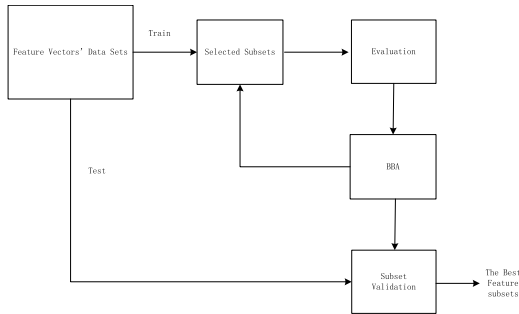 Train
Feature Vectors' Data Sets
Selected Subsets
Evaluation
BBA
Test
Subset
Validation
The Best
Feature
subsets